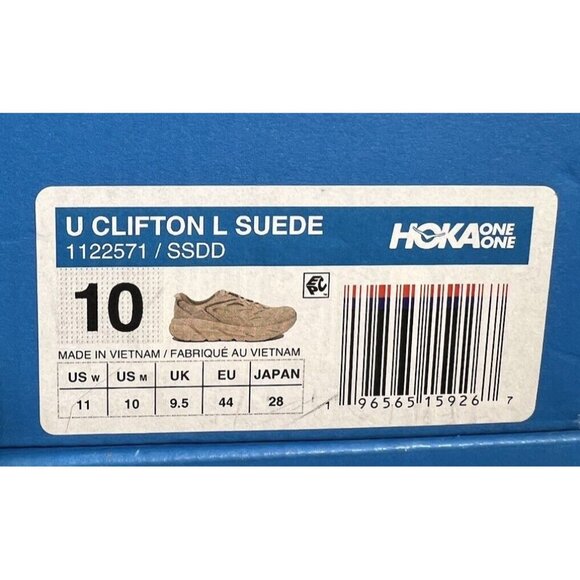 U CLIFTON L SUEDE
1122571 / SSDD
HOKA ONE ONE
10
EPC
MADE IN VIETNAM / FABRIQUÉ AU VIETNAM
US W US M UK EU JAPAN
11 10 9.5 44 28
1 96565 15926 7